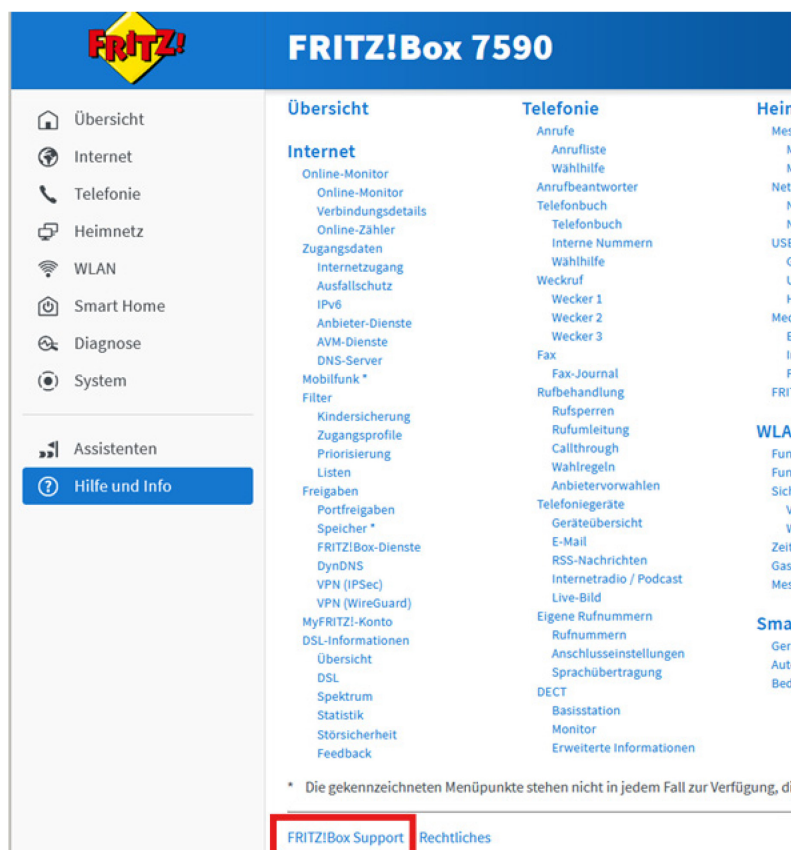 FRITZ!
FRITZ!Box 7590
Übersicht
Internet
Telefonie
Heimnetz
WLAN
Smart Home
Diagnose
System
Assistenten
Hilfe und Info
Übersicht
Internet
Online-Monitor
Online-Monitor
Verbindungsdetails
Online-Zähler
Zugangsdaten
Internetzugang
Ausfallschutz
IPv6
Anbieter-Dienste
AVM-Dienste
DNS-Server
Mobilfunk *
Filter
Kindersicherung
Zugangsprofile
Priorisierung
Listen
Freigaben
Portfreigaben
Speicher *
FRITZ!Box-Dienste
DynDNS
VPN (IPSec)
VPN (WireGuard)
MyFRITZ!-Konto
DSL-Informationen
Übersicht
DSL
Spektrum
Statistik
Störsicherheit
Feedback
Telefonie
Anrufe
Anrufliste
Wählhilfe
Anrufbeantworter
Telefonbuch
Telefonbuch
Interne Nummern
Wählhilfe
Weckruf
Wecker 1
Wecker 2
Wecker 3
Fax
Fax-Journal
Rufbehandlung
Rufsperren
Rufumleitung
Callthrough
Wahlregeln
Anbietervorwahlen
Telefoniegeräte
Geräteübersicht
E-Mail
RSS-Nachrichten
Internetradio / Podcast
Live-Bild
Eigene Rufnummern
Rufnummern
Anschlusseinstellungen
Sprachübertragung
DECT
Basisstation
Monitor
Erweiterte Informationen
* Die gekennzeichneten Menüpunkte stehen nicht in jedem Fall zur Verfügung,
FRITZ!Box Support Rechtliches